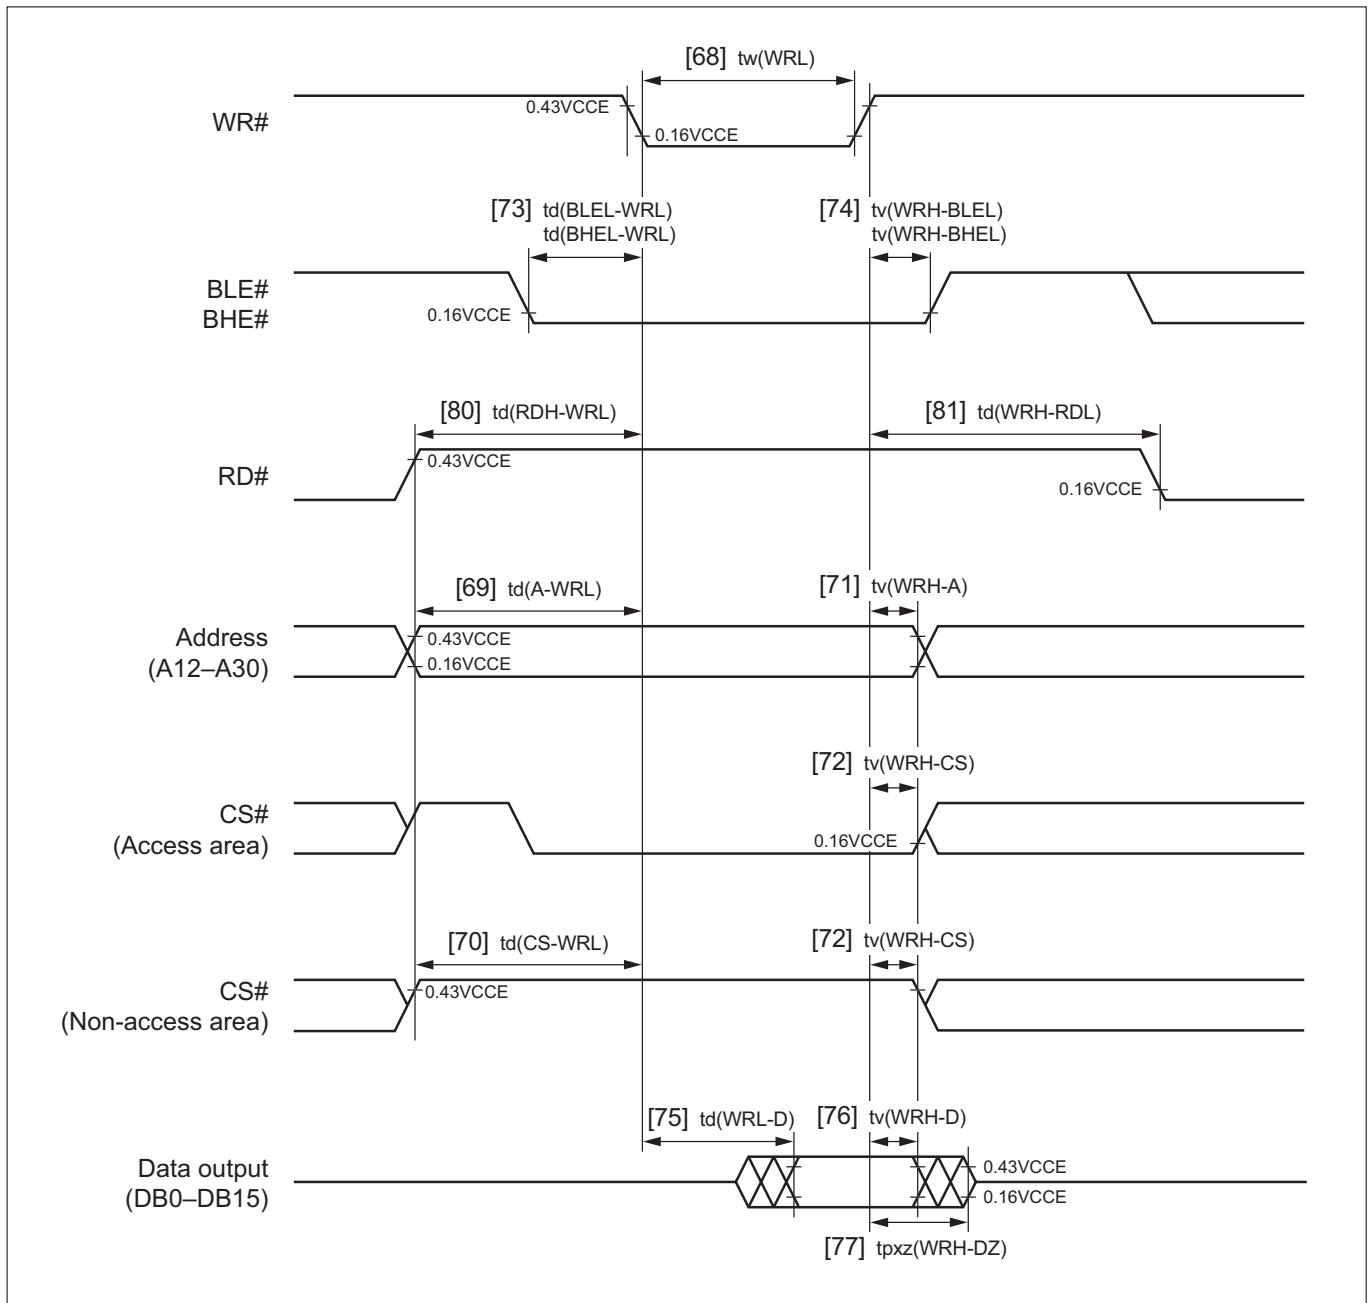 [68] tw(WRL)
WR#
0.43VCCE
0.16VCCE
[73] td(BLEL-WRL)
td(BHEL-WRL)
[74] tv(WRH-BLEL)
tv(WRH-BHEL)
BLE#
BHE#
0.16VCCE
[80] td(RDH-WRL)
[81] td(WRH-RDL)
RD#
0.43VCCE
0.16VCCE
[69] td(A-WRL)
[71] tv(WRH-A)
Address
(A12–A30)
0.43VCCE
0.16VCCE
[72] tv(WRH-CS)
CS#
(Access area)
0.16VCCE
[70] td(CS-WRL)
[72] tv(WRH-CS)
CS#
(Non-access area)
0.43VCCE
[75] td(WRL-D)
[76] tv(WRH-D)
Data output
(DB0–DB15)
0.43VCCE
0.16VCCE
[77] tpxz(WRH-DZ)